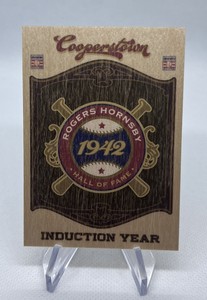 Cooperstown
ROGERS HORNSBY
1942
HALL OF FAME
INDUCTION YEAR